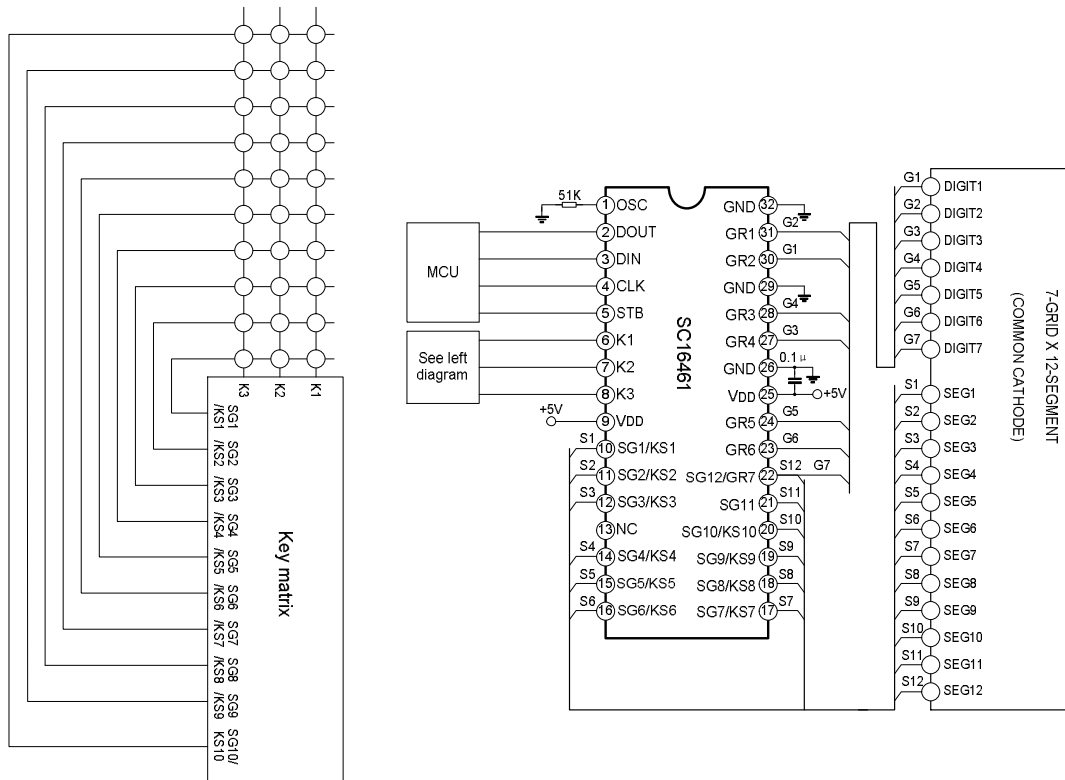 K3
K2
K1
SG1
/KS1
SG2
/KS2
SG3
/KS3
SG4
/KS4
SG5
/KS5
SG6
/KS6
SG7
/KS7
SG8
/KS8
SG9
/KS9
SG10/
KS10
Key matrix
MCU
See left
diagram
51K
+5V
SC16461
1 OSC
2 DOUT
3 DIN
4 CLK
5 STB
6 K1
7 K2
8 K3
9 VDD
S1 10 SG1/KS1
S2 11 SG2/KS2
S3 12 SG3/KS3
13 NC
S4 14 SG4/KS4
S5 15 SG5/KS5
S6 16 SG6/KS6
GND 32
GR1 31 G2
GR2 30 G1
GND 29
GR3 28 G4
GR4 27 G3
GND 26
0.1 μ
VDD 25 +5V
GR5 24 G5
GR6 23 G6
SG12/GR7 22 S12 G7
SG11 21 S11
SG10/KS10 20 S10
SG9/KS9 19 S9
SG8/KS8 18 S8
SG7/KS7 17 S7
G1 DIGIT1
G2 DIGIT2
G3 DIGIT3
G4 DIGIT4
G5 DIGIT5
G6 DIGIT6
G7 DIGIT7
S1 SEG1
S2 SEG2
S3 SEG3
S4 SEG4
S5 SEG5
S6 SEG6
S7 SEG7
S8 SEG8
S9 SEG9
S10 SEG10
S11 SEG11
S12 SEG12
7-GRID X 12-SEGMENT
(COMMON CATHODE)